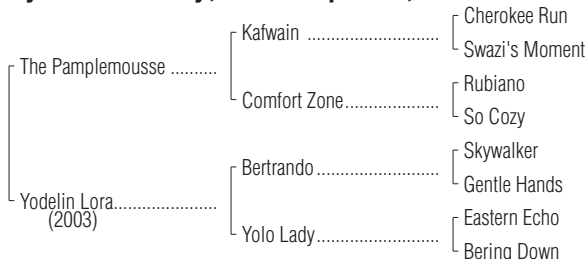 Cherokee Run
Kafwain ........................
Swazi's Moment
The Pamplemousse ..........
Rubiano
Comfort Zone......................
So Cozy
Skywalker
Bertrando ........................
Gentle Hands
Yodelin Lora.......................
(2003)
Eastern Echo
Yolo Lady............................
Bering Down